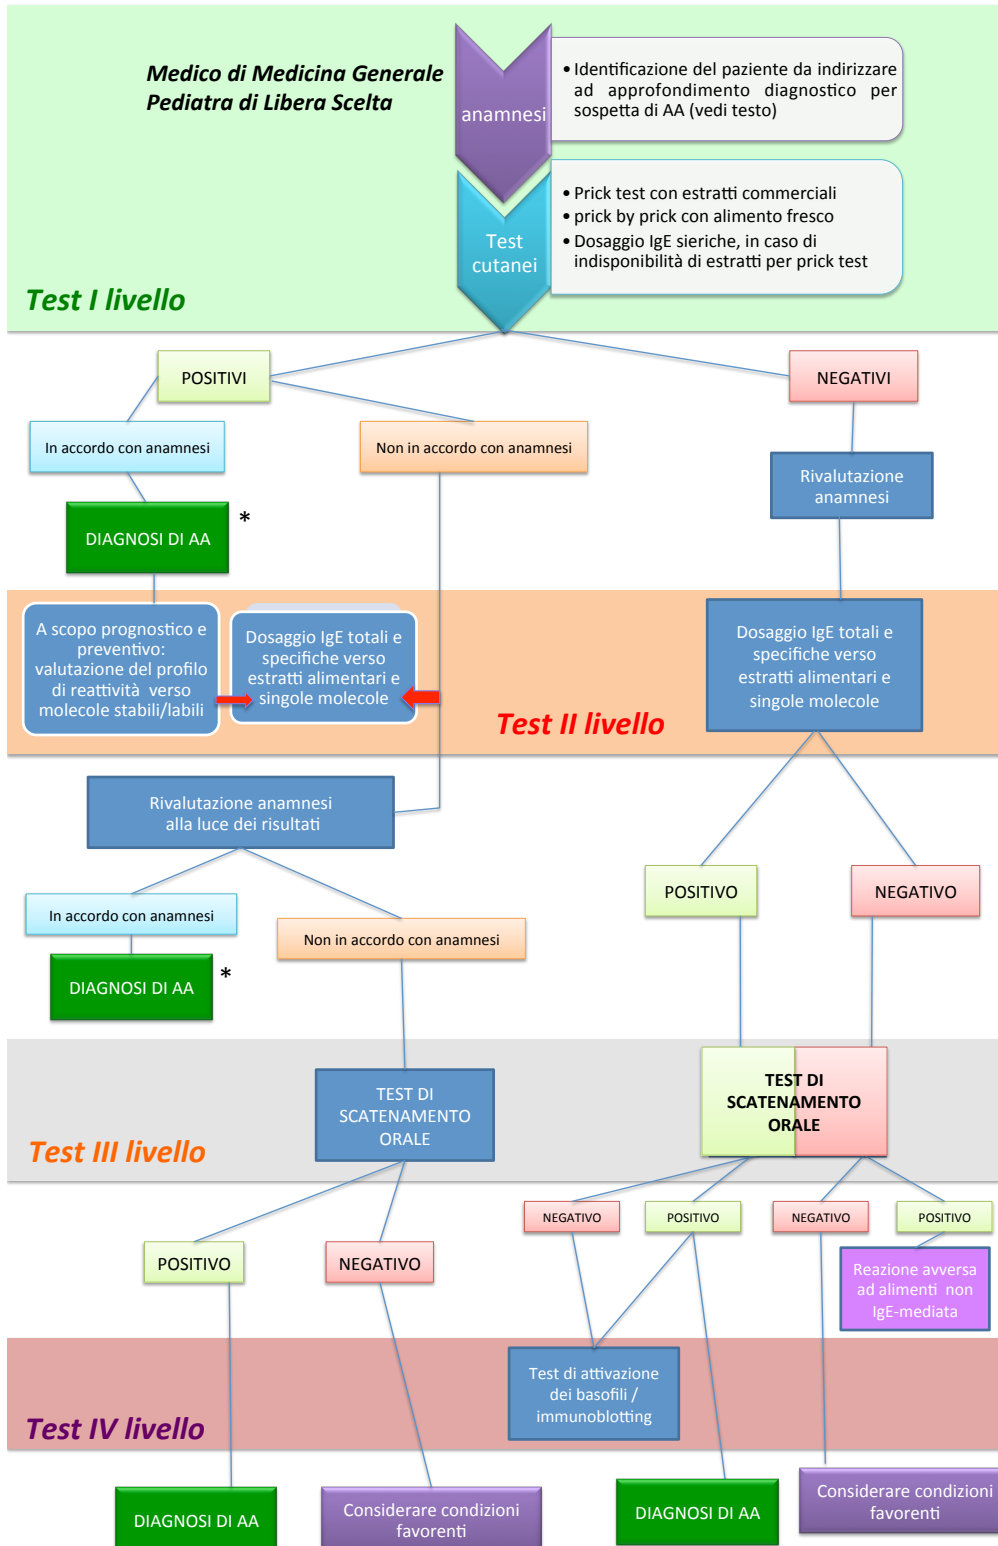 Medico di Medicina Generale
Pediatra di Libera Scelta
anamnesi
• Identificazione del paziente da indirizzare
ad approfondimento diagnostico per
sospetta di AA (vedi testo)
Test
cutanei
• Prick test con estratti commerciali
• prick by prick con alimento fresco
• Dosaggio IgE sieriche, in caso di
indisponibilità di estratti per prick test
Test I livello
POSITIVI
NEGATIVI
In accordo con anamnesi
Non in accordo con anamnesi
Rivalutazione
anamnesi
DIAGNOSI DI AA
*
A scopo prognostico e
preventivo:
valutazione del profilo
di reattività verso
molecole stabili/labili
Dosaggio IgE totali e
specifiche verso
estratti alimentari e
singole molecole
Dosaggio IgE totali e
specifiche verso
estratti alimentari e
singole molecole
Test II livello
Rivalutazione anamnesi
alla luce dei risultati
POSITIVO
NEGATIVO
In accordo con anamnesi
Non in accordo con anamnesi
DIAGNOSI DI AA
*
TEST DI
SCATENAMENTO
ORALE
TEST DI
SCATENAMENTO
ORALE
Test III livello
NEGATIVO
POSITIVO
NEGATIVO
POSITIVO
POSITIVO
NEGATIVO
Reazione avversa
ad alimenti non
IgE-mediata
Test di attivazione
dei basofili /
immunoblotting
Test IV livello
DIAGNOSI DI AA
Considerare condizioni
favorenti
DIAGNOSI DI AA
Considerare condizioni
favorenti